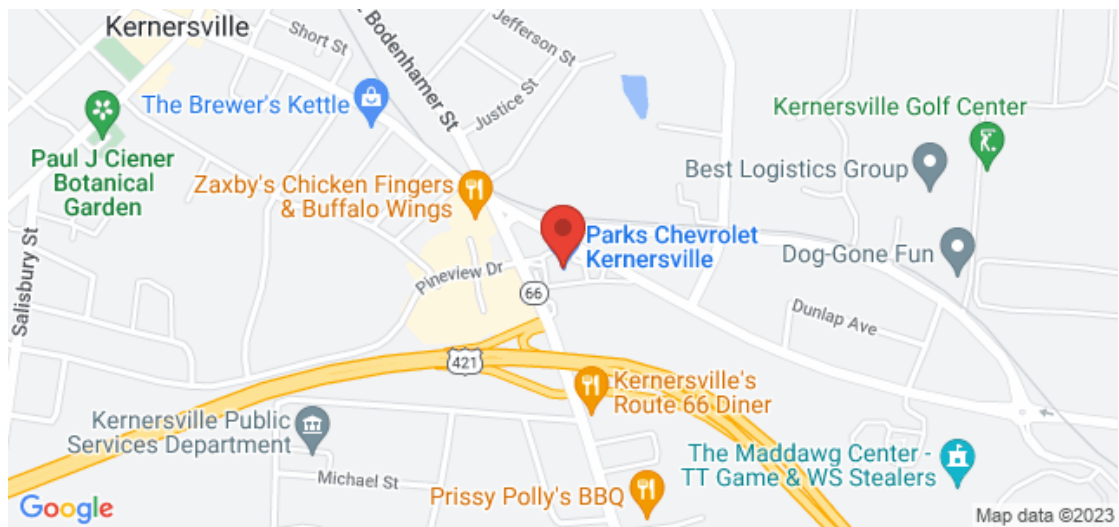 Kernersville
Short St
Jefferson St
Bodenhamer St
Justice St
The Brewer's Kettle
Kernersville Golf Center
Paul J Ciener
Botanical
Garden
Best Logistics Group
Zaxby's Chicken Fingers
& Buffalo Wings
Parks Chevrolet
Kernersville
Dog-Gone Fun
Salisbury St
Pineview Dr
66
Dunlap Ave
421
Kernersville's
Route 66 Diner
Kernersville Public
Services Department
The Maddawg Center -
TT Game & WS Stealers
Michael St
Prissy Polly's BBQ
Google
Map data ©2023